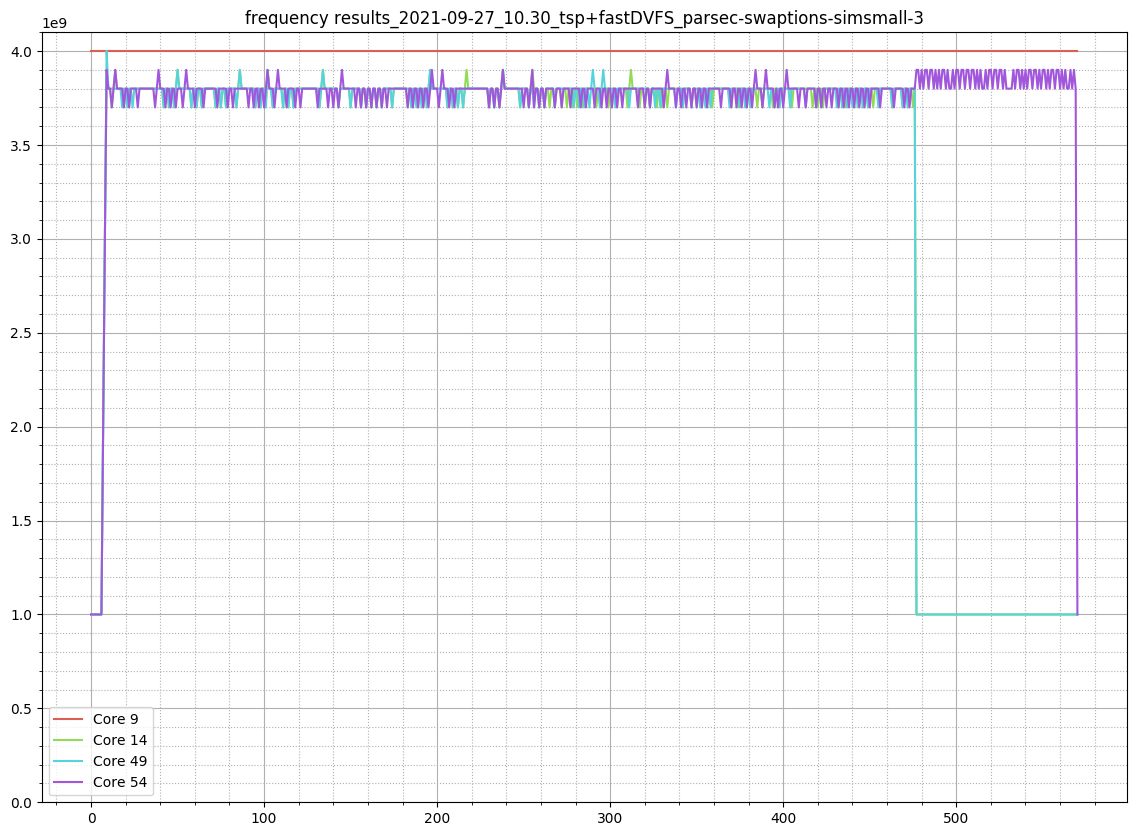 frequency results_2021-09-27_10.30_tsp+fastDVFS_parsec-swaptions-simsmall-3
1e9
4.0
3.5
3.0
2.5
2.0
1.5
1.0
0.5
0.0
Core 9
Core 14
Core 49
Core 54
0 100 200 300 400 500